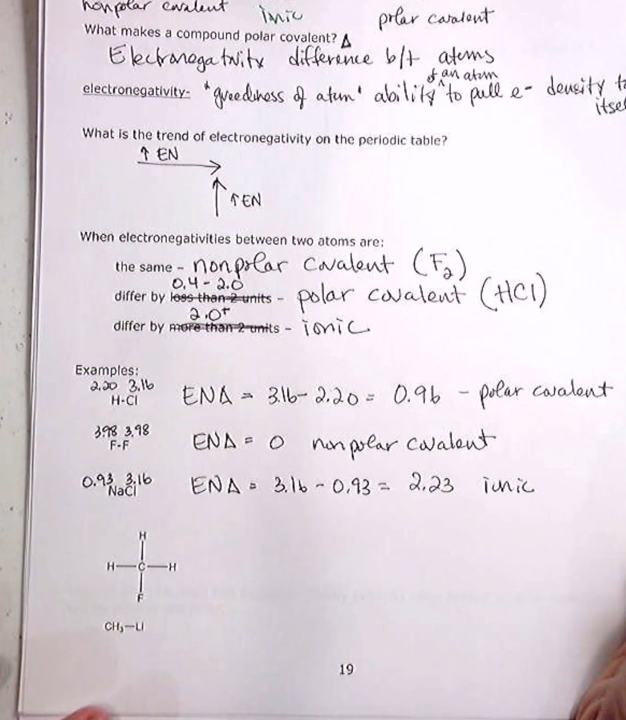 nonpolar covalent ionic polar covalent
What makes a compound polar covalent? Δ
Electronegativity difference b/t atoms
of an atom
electronegativity- "greediness of atom" ability ^ to pull e- density to
itself
What is the trend of electronegativity on the periodic table?
↑ EN
↑EN
When electronegativities between two atoms are:
the same - nonpolar covalent (F₂)
0.4 - 2.0
differ by less than 2 units - polar covalent (HCl)
2.0+
differ by more than 2 units - ionic
Examples:
2.20 3.16
H-Cl ENΔ = 3.16 - 2.20 = 0.96 - polar covalent
3.98 3.98
F-F ENΔ = 0 nonpolar covalent
0.93 3.16
NaCl ENΔ = 3.16 - 0.93 = 2.23 ionic
H
H-C-H
F
CH₃-Li
19